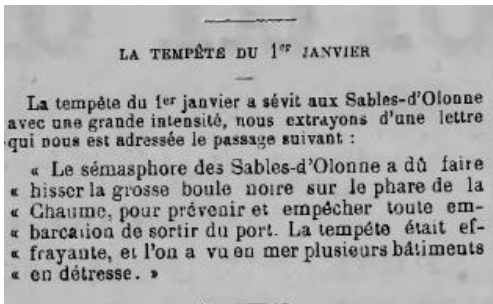 LA TEMPÊTE DU 1er JANVIER
La tempête du 1er janvier a sévit aux Sables-d'Olonne
avec une grande intensité, nous extrayons d'une lettre
qui nous est adressée le passage suivant :
« Le sémasphore des Sables-d'Olonne a dû faire
« hisser la grosse boule noire sur le phare de la
« Chaume, pour prévenir et empêcher toute em-
« barcation de sortir du port. La tempête était ef-
« frayante, et l'on a vu en mer plusieurs bâtiments
« en détresse. »